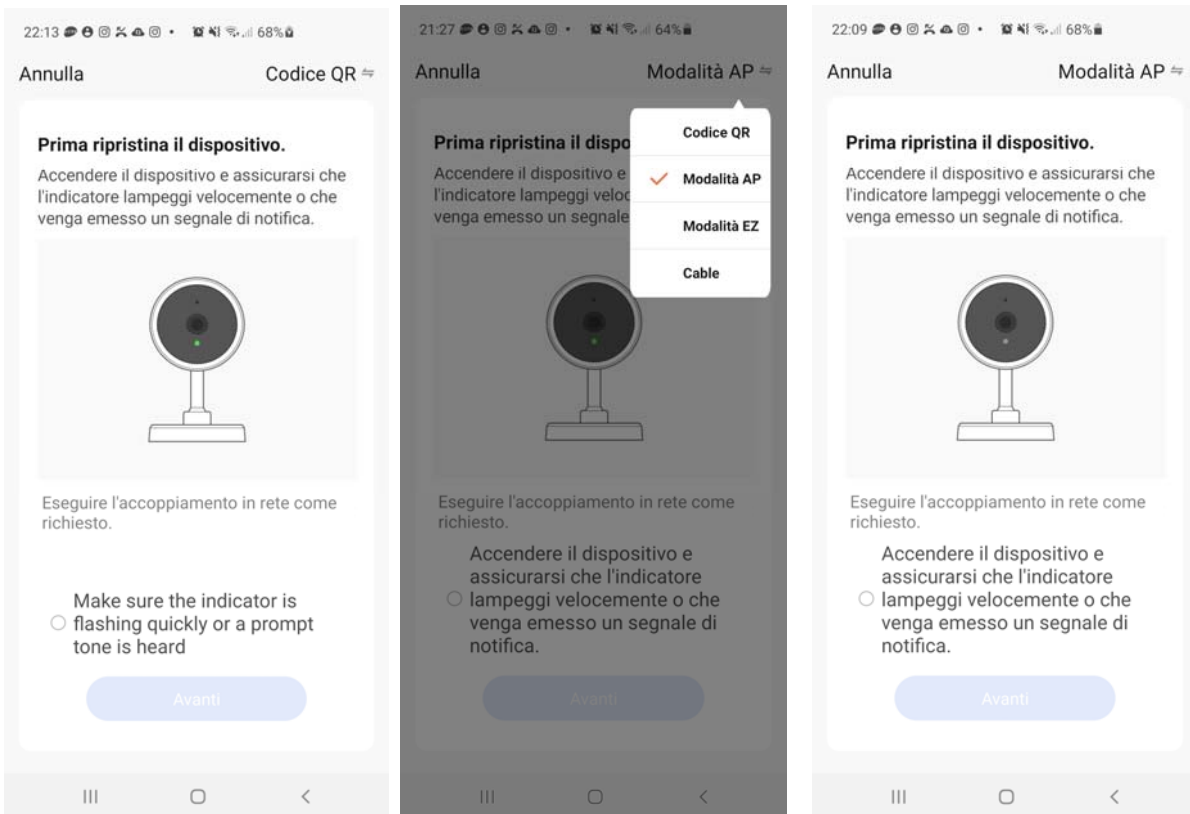 22:13 68%
Annulla Codice QR
Prima ripristina il dispositivo.
Accendere il dispositivo e assicurarsi che
l'indicatore lampeggi velocemente o che
venga emesso un segnale di notifica.
Eseguire l'accoppiamento in rete come
richiesto.
Make sure the indicator is
flashing quickly or a prompt
tone is heard
Avanti
21:27 64%
Annulla Modalità AP
Codice QR
Modalità AP
Modalità EZ
Cable
Prima ripristina il dispo
Accendere il dispositivo e
l'indicatore lampeggi veloc
venga emesso un segnale
Eseguire l'accoppiamento in rete come
richiesto.
Accendere il dispositivo e
assicurarsi che l'indicatore
lampeggi velocemente o che
venga emesso un segnale di
notifica.
Avanti
22:09 68%
Annulla Modalità AP
Prima ripristina il dispositivo.
Accendere il dispositivo e assicurarsi che
l'indicatore lampeggi velocemente o che
venga emesso un segnale di notifica.
Eseguire l'accoppiamento in rete come
richiesto.
Accendere il dispositivo e
assicurarsi che l'indicatore
lampeggi velocemente o che
venga emesso un segnale di
notifica.
Avanti